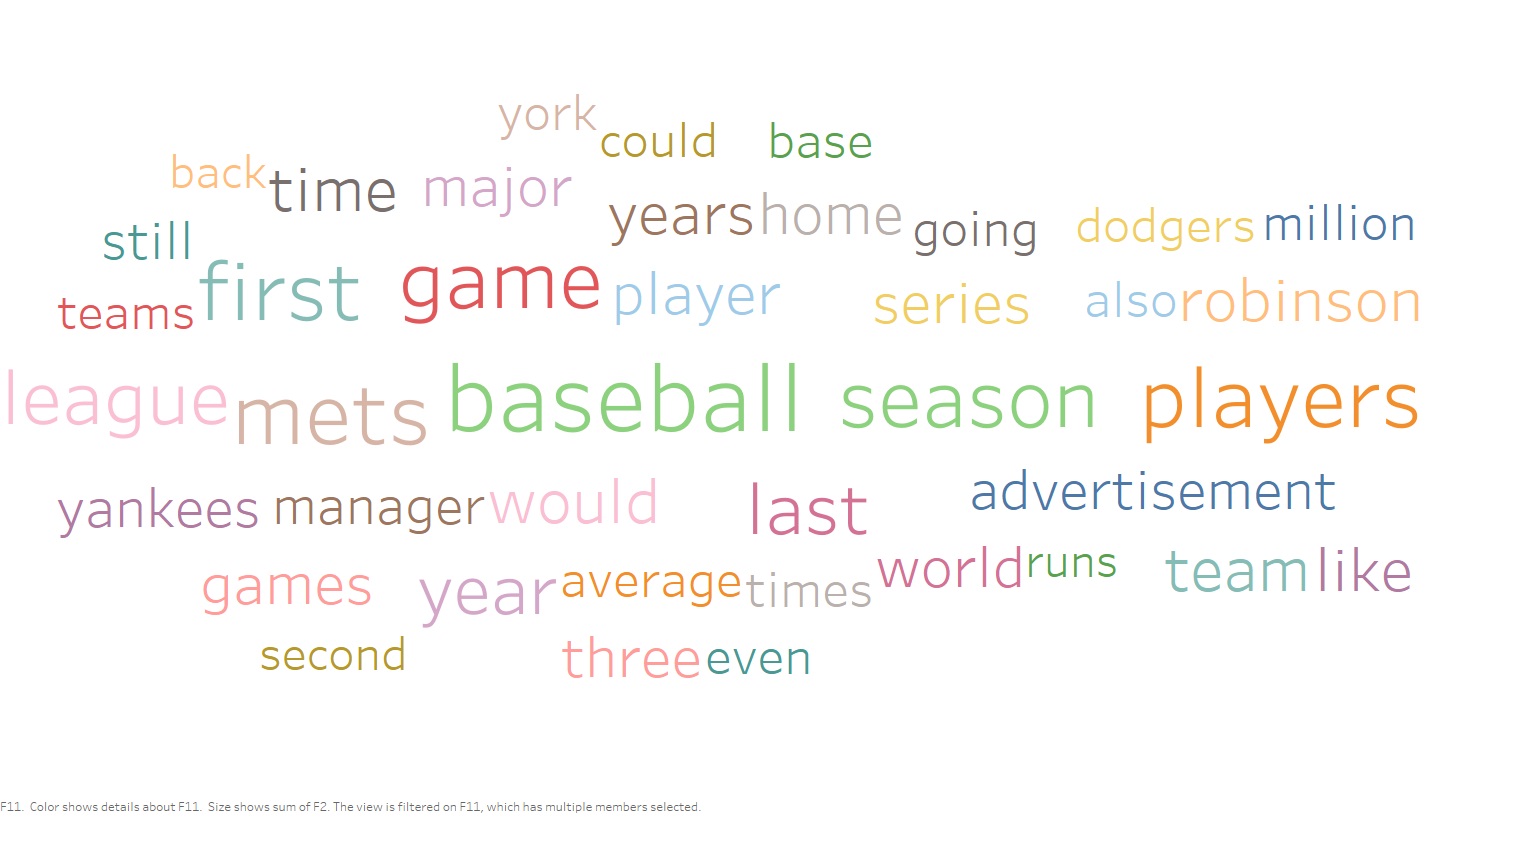 york
could base
back time major
years home going dodgers million
still
first game player series also robinson
teams
league mets baseball season players
yankees manager would last advertisement
games year average times world runs team like
second three even
F11. Color shows details about F11. Size shows sum of F2. The view is filtered on F11, which has multiple members selected.